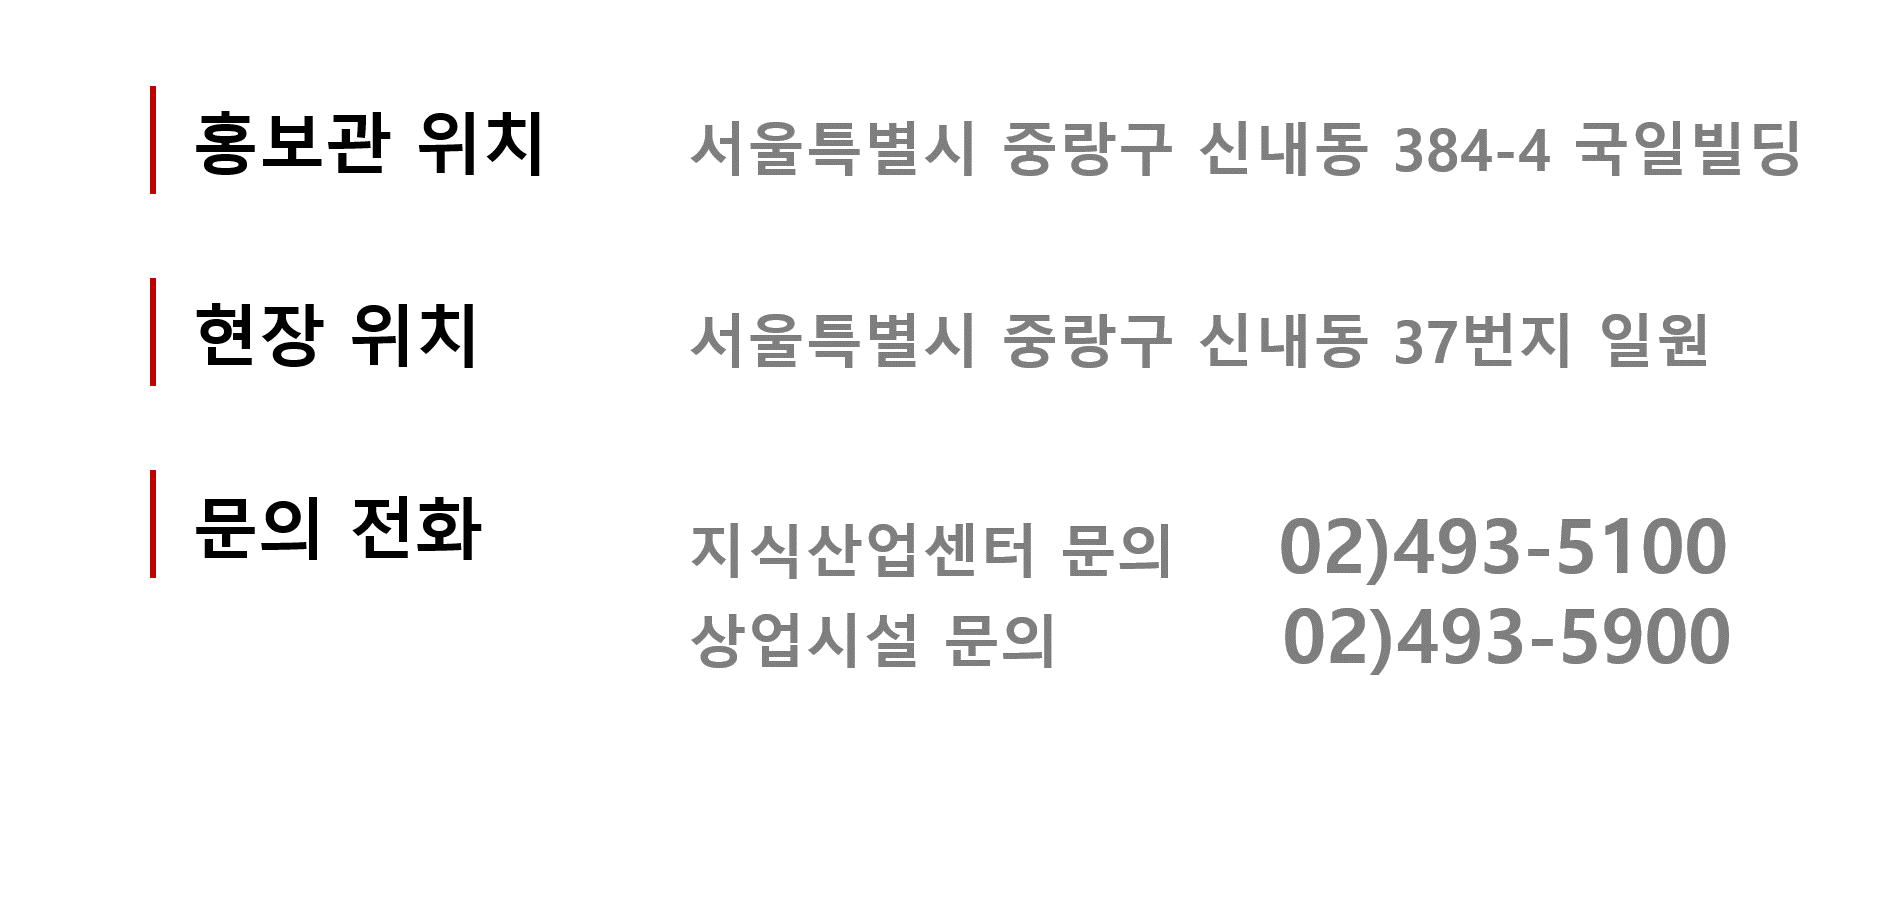 홍보관 위치 서울특별시 중랑구 신내동 384-4 국일빌딩
현장 위치 서울특별시 중랑구 신내동 37번지 일원
문의 전화
지식산업센터 문의 02)493-5100
상업시설 문의 02)493-5900